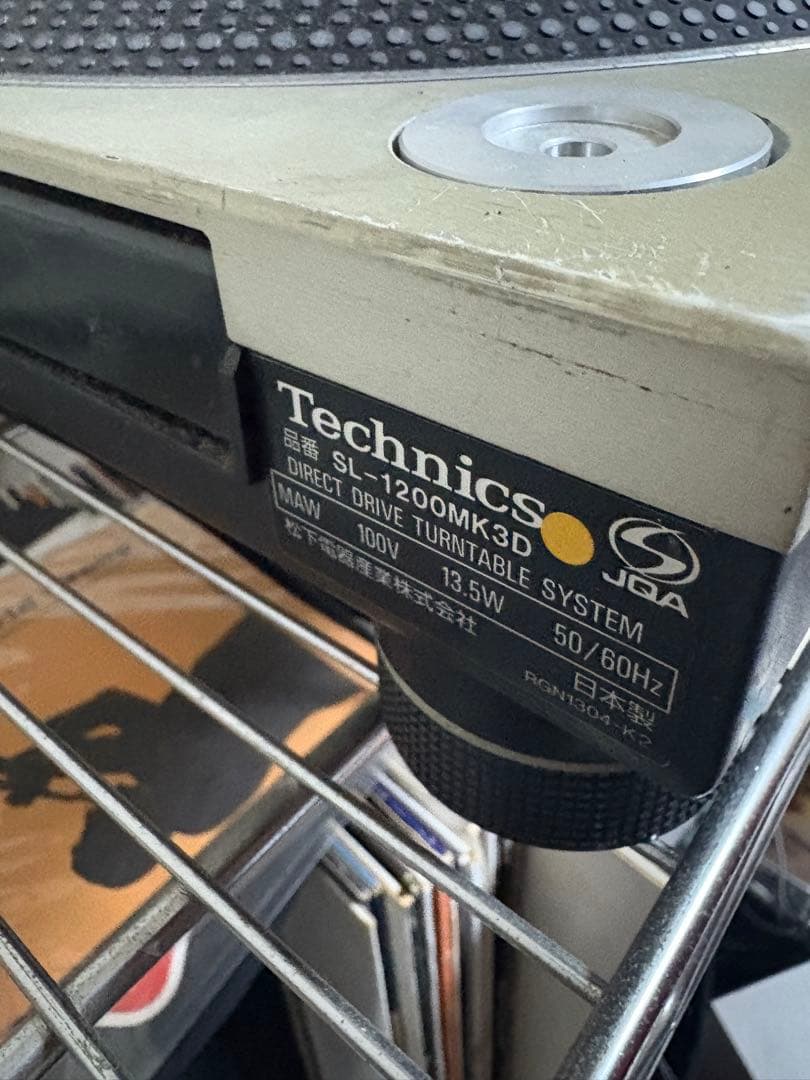 Technics
品番 SL-1200MK3D
DIRECT DRIVE TURNTABLE SYSTEM
MAW 100V 13.5W 50/60Hz
松下電器産業株式会社 日本製
RGN1304-K2
JQA